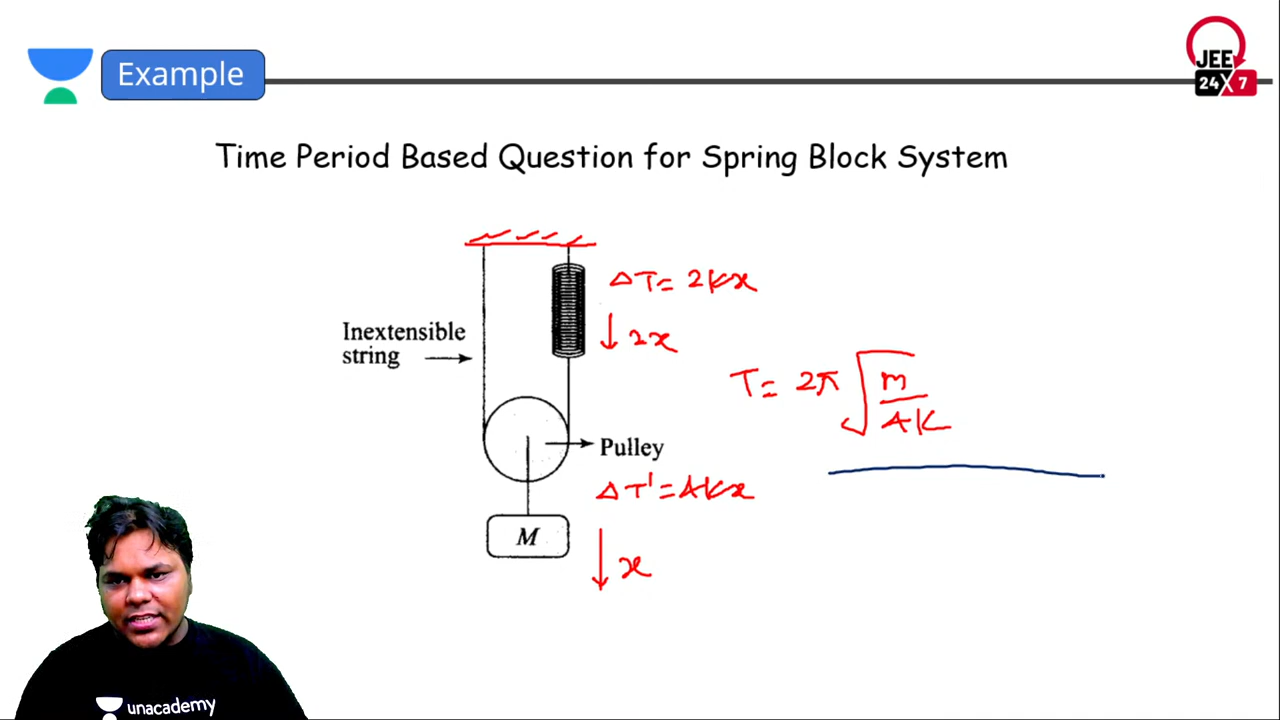 Example
JEE
24X7
Time Period Based Question for Spring Block System
ΔT = 2kx
Inextensible
string
↓ 2x
T = 2π √(m/4K)
Pulley
ΔT' = 4kx
M
↓ x
unacademy